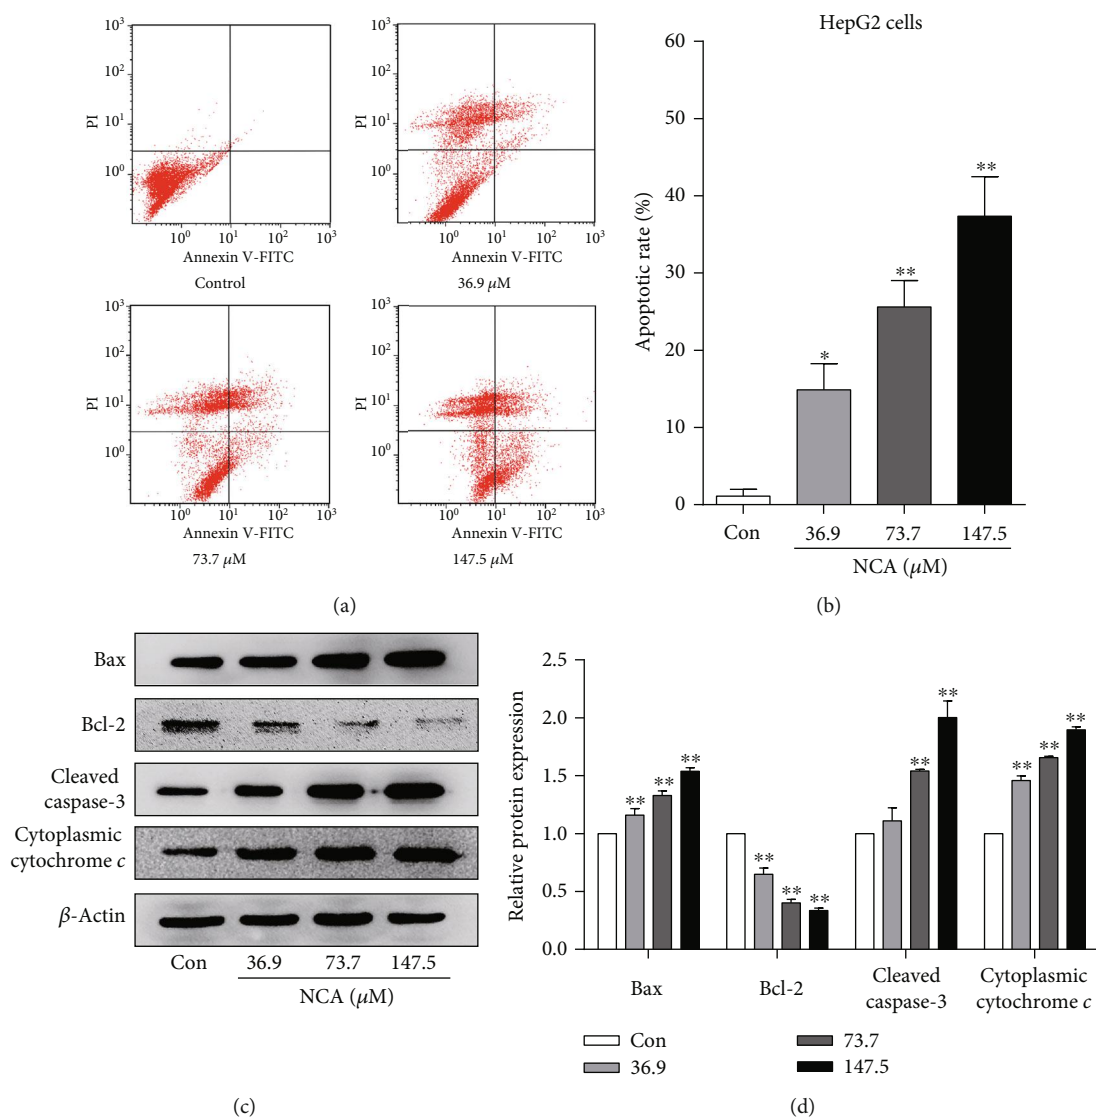 10³
10²
PI
10¹
10⁰
10⁰ 10¹ 10² 10³
Annexin V-FITC
Control
10³
10²
PI
10¹
10⁰
10⁰ 10¹ 10² 10³
Annexin V-FITC
36.9 μM
10³
10²
PI
10¹
10⁰
10⁰ 10¹ 10² 10³
Annexin V-FITC
73.7 μM
10³
10²
PI
10¹
10⁰
10⁰ 10¹ 10² 10³
Annexin V-FITC
147.5 μM
(a)
HepG2 cells
Apoptotic rate (%)
60
50
40
30
20
10
0
*
**
**
Con 36.9 73.7 147.5
NCA (μM)
(b)
Bax
Bcl-2
Cleaved
caspase-3
Cytoplasmic
cytochrome c
β-Actin
Con 36.9 73.7 147.5
NCA (μM)
(c)
Relative protein expression
2.5
2.0
1.5
1.0
0.5
0.0
** ** **
** ** **
** **
** ** **
Bax
Bcl-2
Cleaved
caspase-3
Cytoplasmic
cytochrome c
Con
36.9
73.7
147.5
(d)